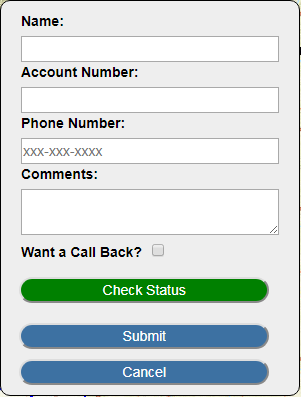 Name:
Account Number:
Phone Number:
xxx-xxx-xxxx
Comments:
Want a Call Back?
Check Status
Submit
Cancel